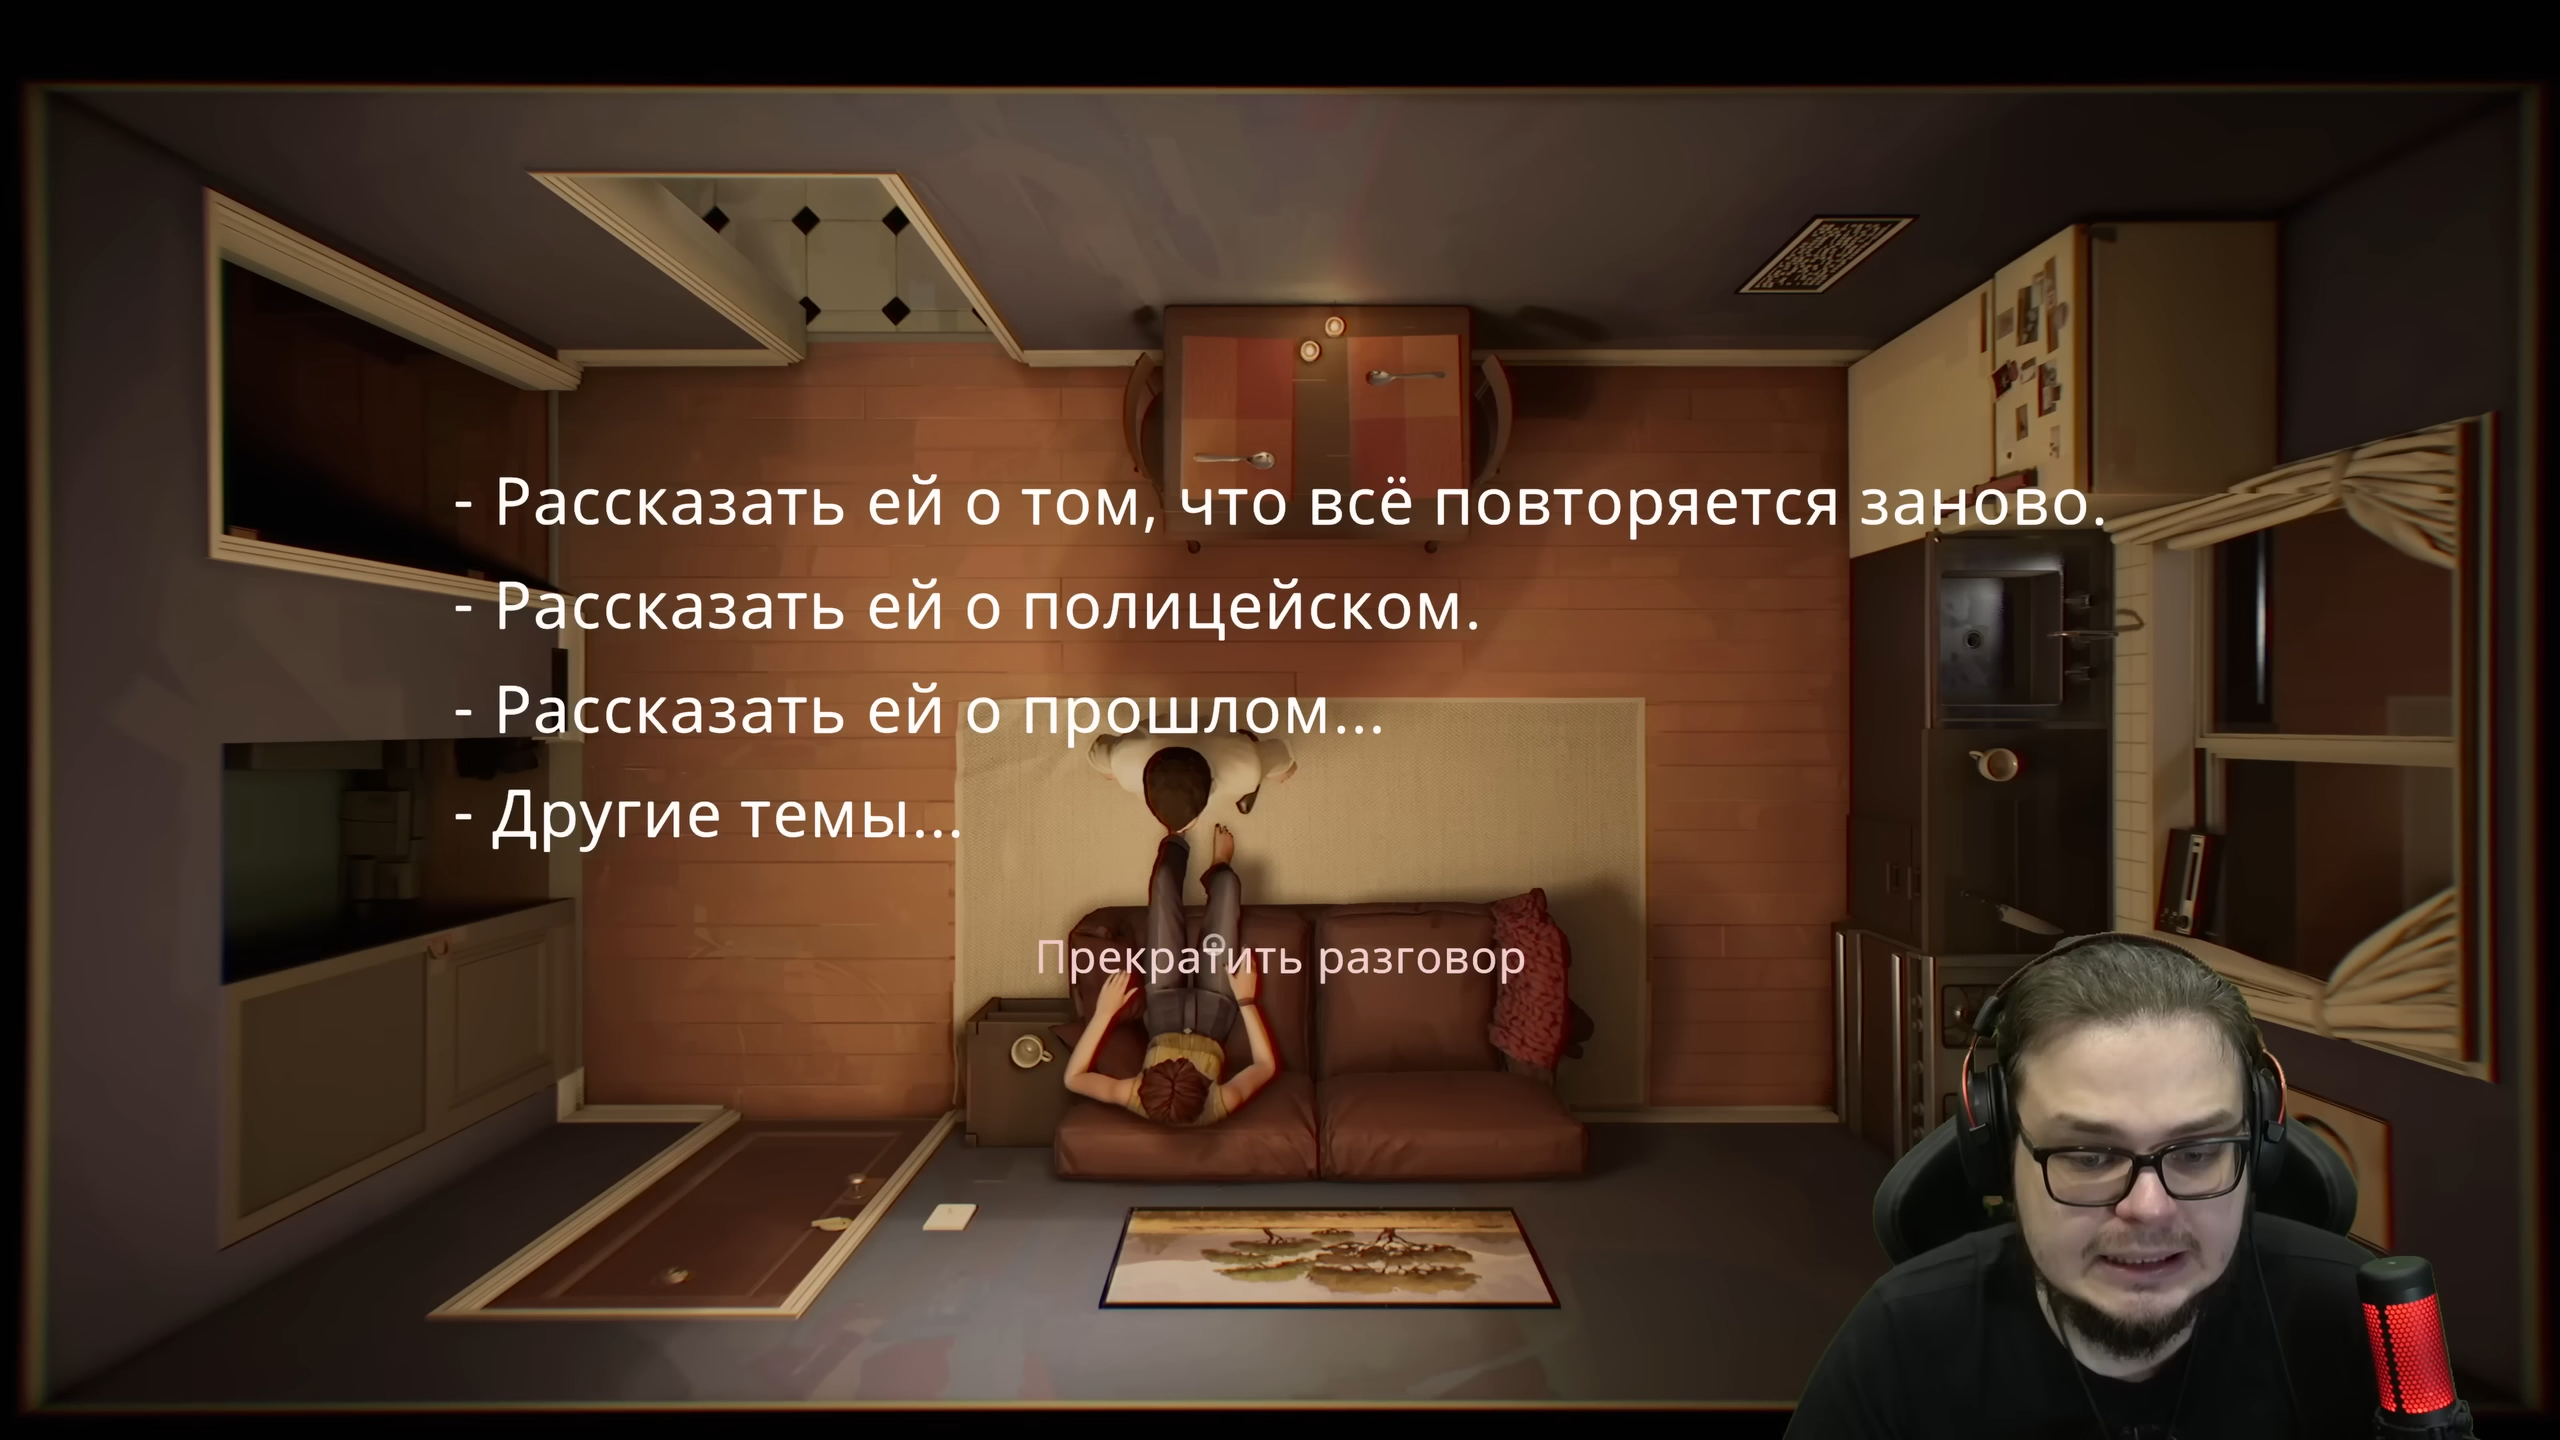 - Рассказать ей о том, что всё повторяется заново.
- Рассказать ей о полицейском.
- Рассказать ей о прошлом...
- Другие темы...
Прекратить разговор